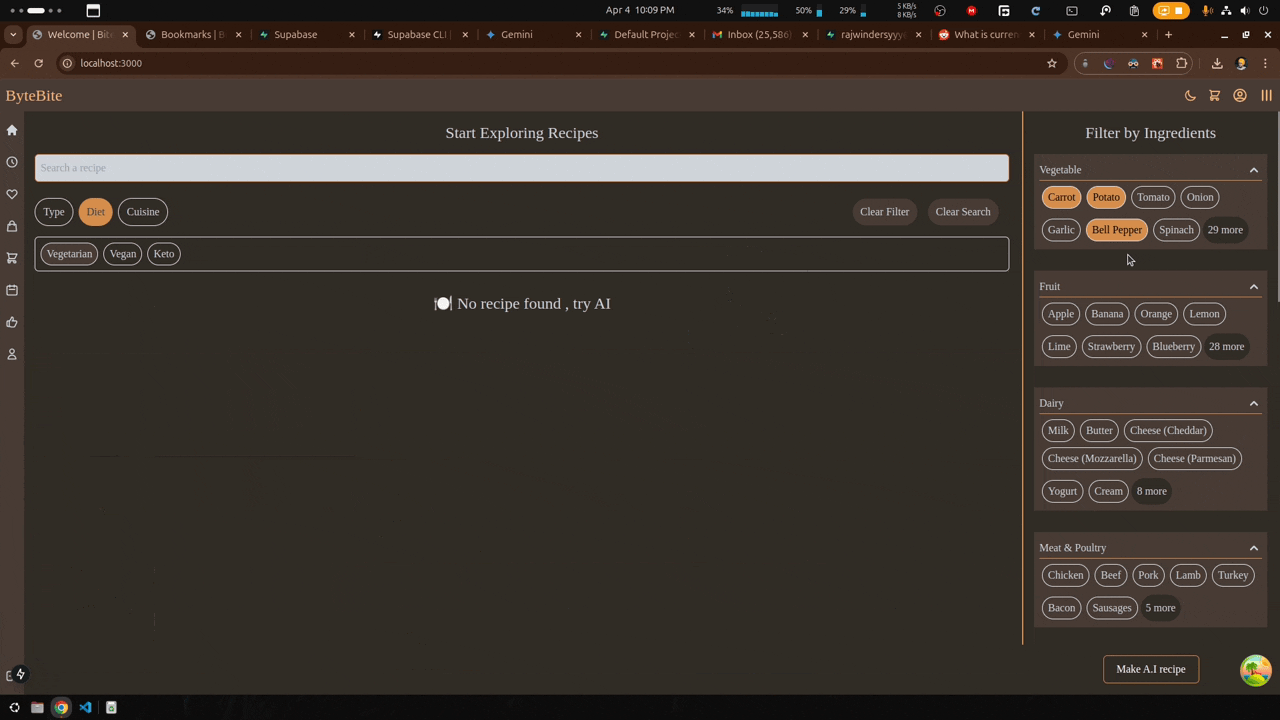 Apr 4 10:09 PM
34%
50%
29%
5 KB/s
8 KB/s
Welcome | Bite
Bookmarks | B
Supabase
Supabase CLI |
Gemini
Default Projec
Inbox (25,586)
rajwindersyyya
What is curren
Gemini
localhost:3000
ByteBite
Start Exploring Recipes
Search a recipe
Type Diet Cuisine
Clear Filter Clear Search
Vegetarian Vegan Keto
🍽️ No recipe found , try AI
Filter by Ingredients
Vegetable
Carrot Potato Tomato Onion
Garlic Bell Pepper Spinach 29 more
Fruit
Apple Banana Orange Lemon
Lime Strawberry Blueberry 28 more
Dairy
Milk Butter Cheese (Cheddar)
Cheese (Mozzarella) Cheese (Parmesan)
Yogurt Cream 8 more
Meat & Poultry
Chicken Beef Pork Lamb Turkey
Bacon Sausages 5 more
Make A.I recipe